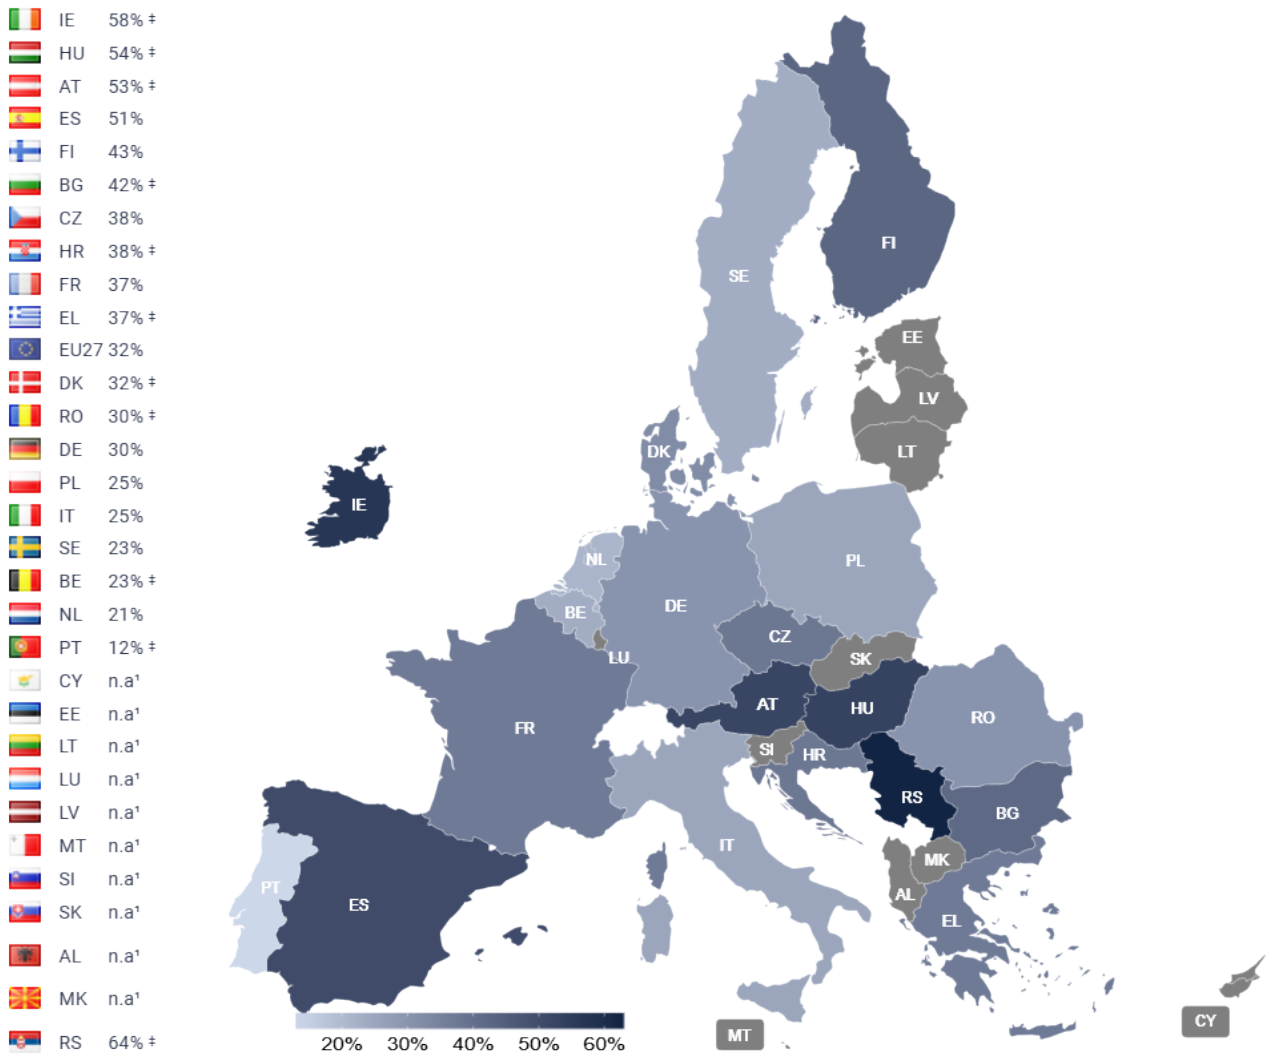 IE 58% ‡
HU 54% ‡
AT 53% ‡
ES 51%
FI 43%
BG 42% ‡
CZ 38%
HR 38% ‡
FR 37%
EL 37% ‡
EU27 32%
DK 32% ‡
RO 30% ‡
DE 30%
PL 25%
IT 25%
SE 23%
BE 23% ‡
NL 21%
PT 12% ‡
CY n.a¹
EE n.a¹
LT n.a¹
LU n.a¹
LV n.a¹
MT n.a¹
SI n.a¹
SK n.a¹
AL n.a¹
MK n.a¹
RS 64% ‡
FI
SE
EE
LV
LT
DK
IE
NL
PL
BE
DE
CZ
LU
SK
AT
HU
FR
RO
SI
HR
RS
BG
IT
MK
PT
AL
ES
EL
CY
MT
20% 30% 40% 50% 60%